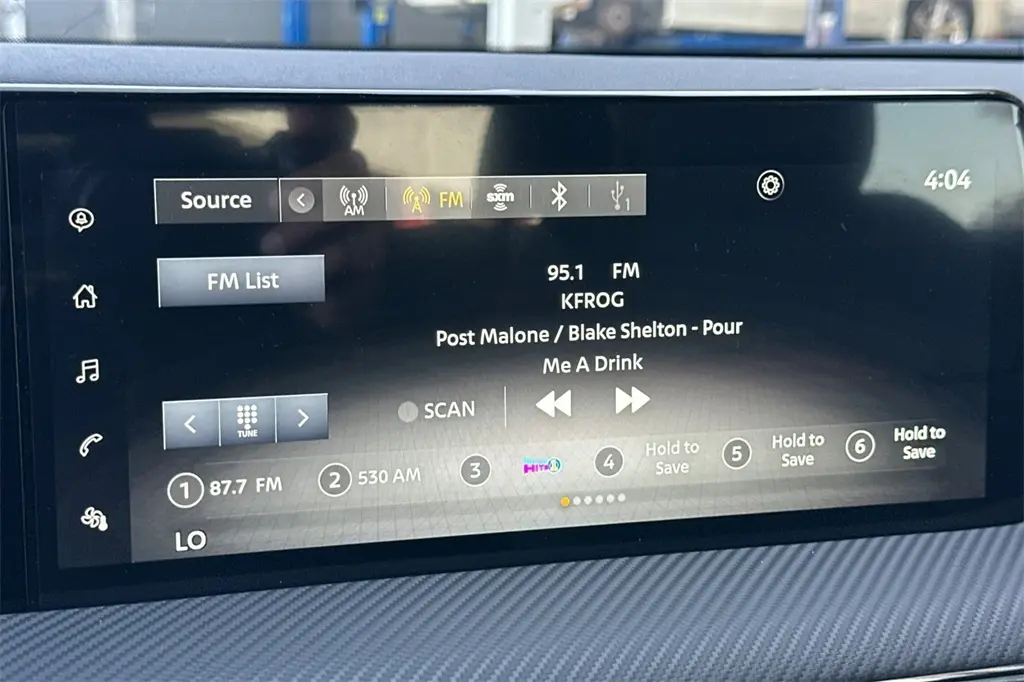 Source
AM
A FM
sxm
1
4:04
FM List
95.1 FM
KFROG
Post Malone / Blake Shelton - Pour
Me A Drink
TUNE
SCAN
1 87.7 FM
2 530 AM
3
HITS 1
4 Hold to
Save
5 Hold to
Save
6 Hold to
Save
LO